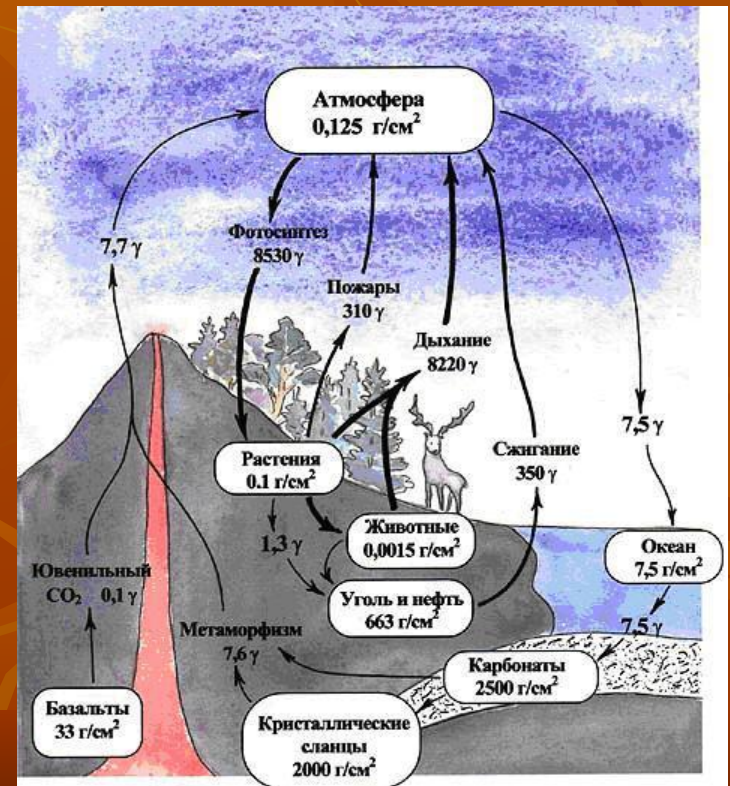 Атмосфера
0,125 г/см²
7,7 γ
Фотосинтез
8530 γ
Пожары
310 γ
Дыхание
8220 γ
7,5 γ
Сжигание
350 γ
Растения
0.1 г/см²
1,3 γ
Животные
0,0015 г/см²
Океан
7,5 г/см²
Ювенильный
CO₂ 0,1 γ
Уголь и нефть
663 г/см²
7,5 γ
Метаморфизм
7,6 γ
Карбонаты
2500 г/см²
Базальты
33 г/см²
Кристаллические
сланцы
2000 г/см²